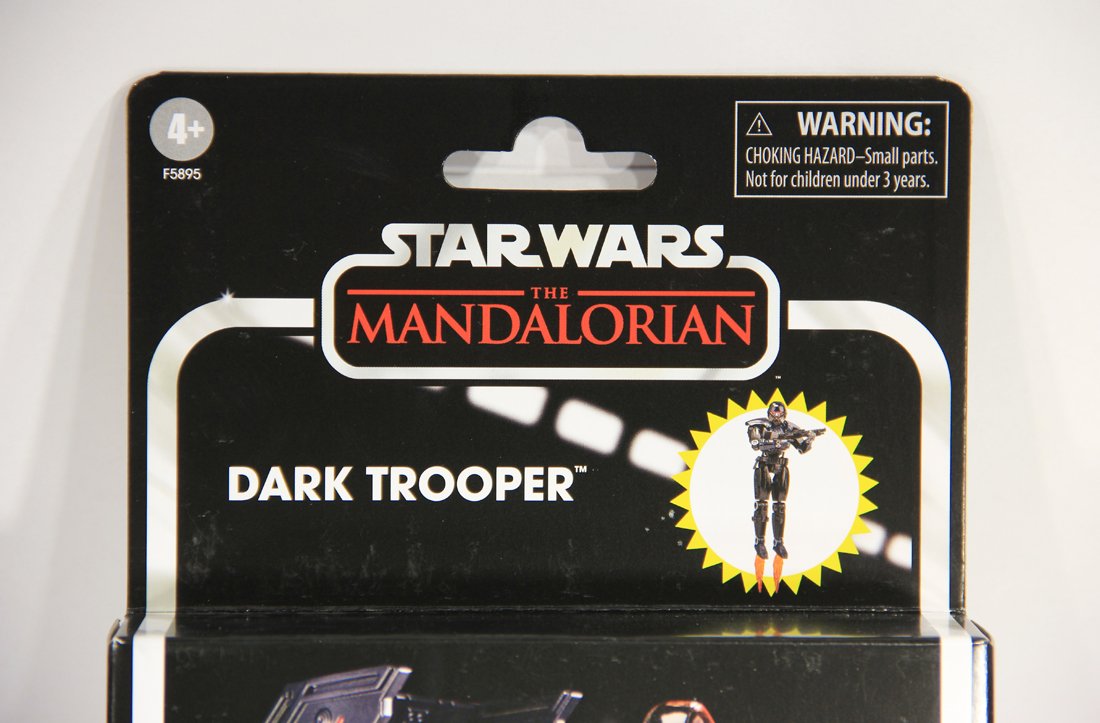 4+
F5895
⚠ WARNING:
CHOKING HAZARD–Small parts.
Not for children under 3 years.
STAR WARS
THE
MANDALORIAN
™
DARK TROOPER™